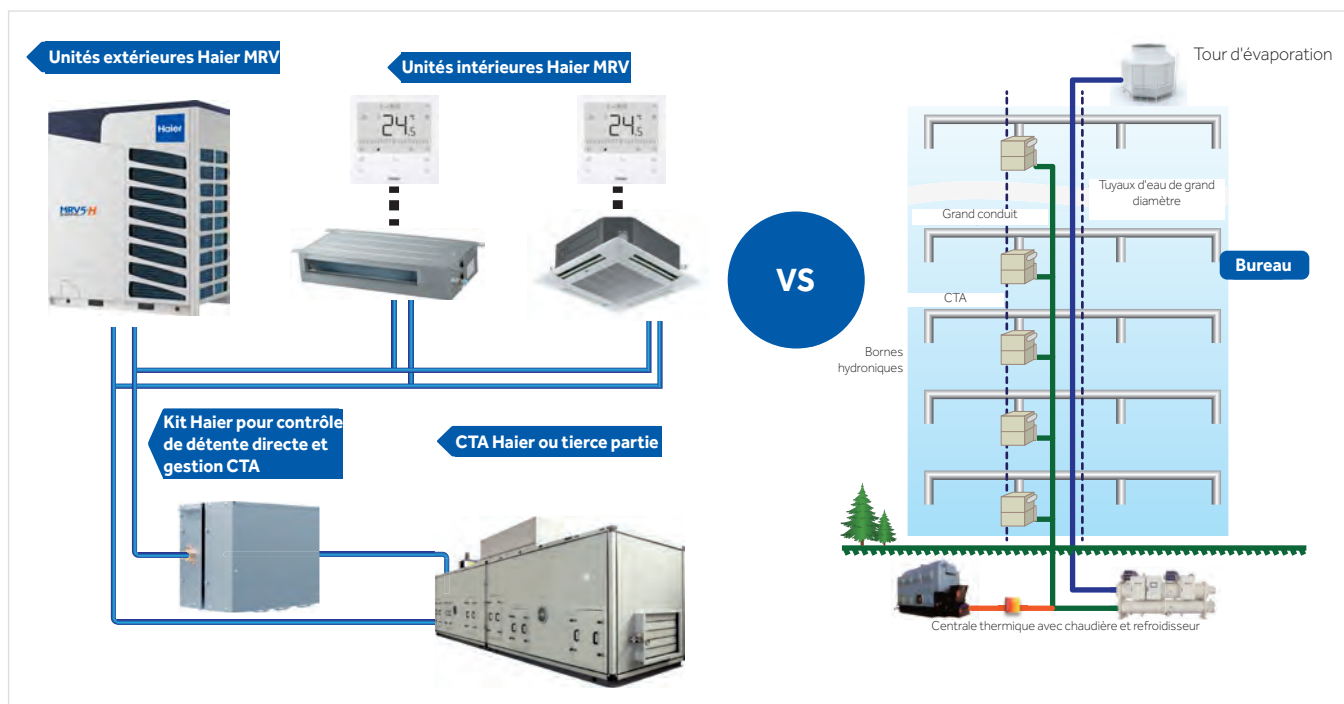 Unités extérieures Haier MRV
Unités intérieures Haier MRV
Haier
MRV5-H
24.5
24.5
Kit Haier pour contrôle
de détente directe et
gestion CTA
CTA Haier ou tierce partie
VS
Tour d'évaporation
Tuyaux d'eau de grand
diamètre
Grand conduit
Bureau
CTA
Bornes
hydroniques
Centrale thermique avec chaudière et refroidisseur